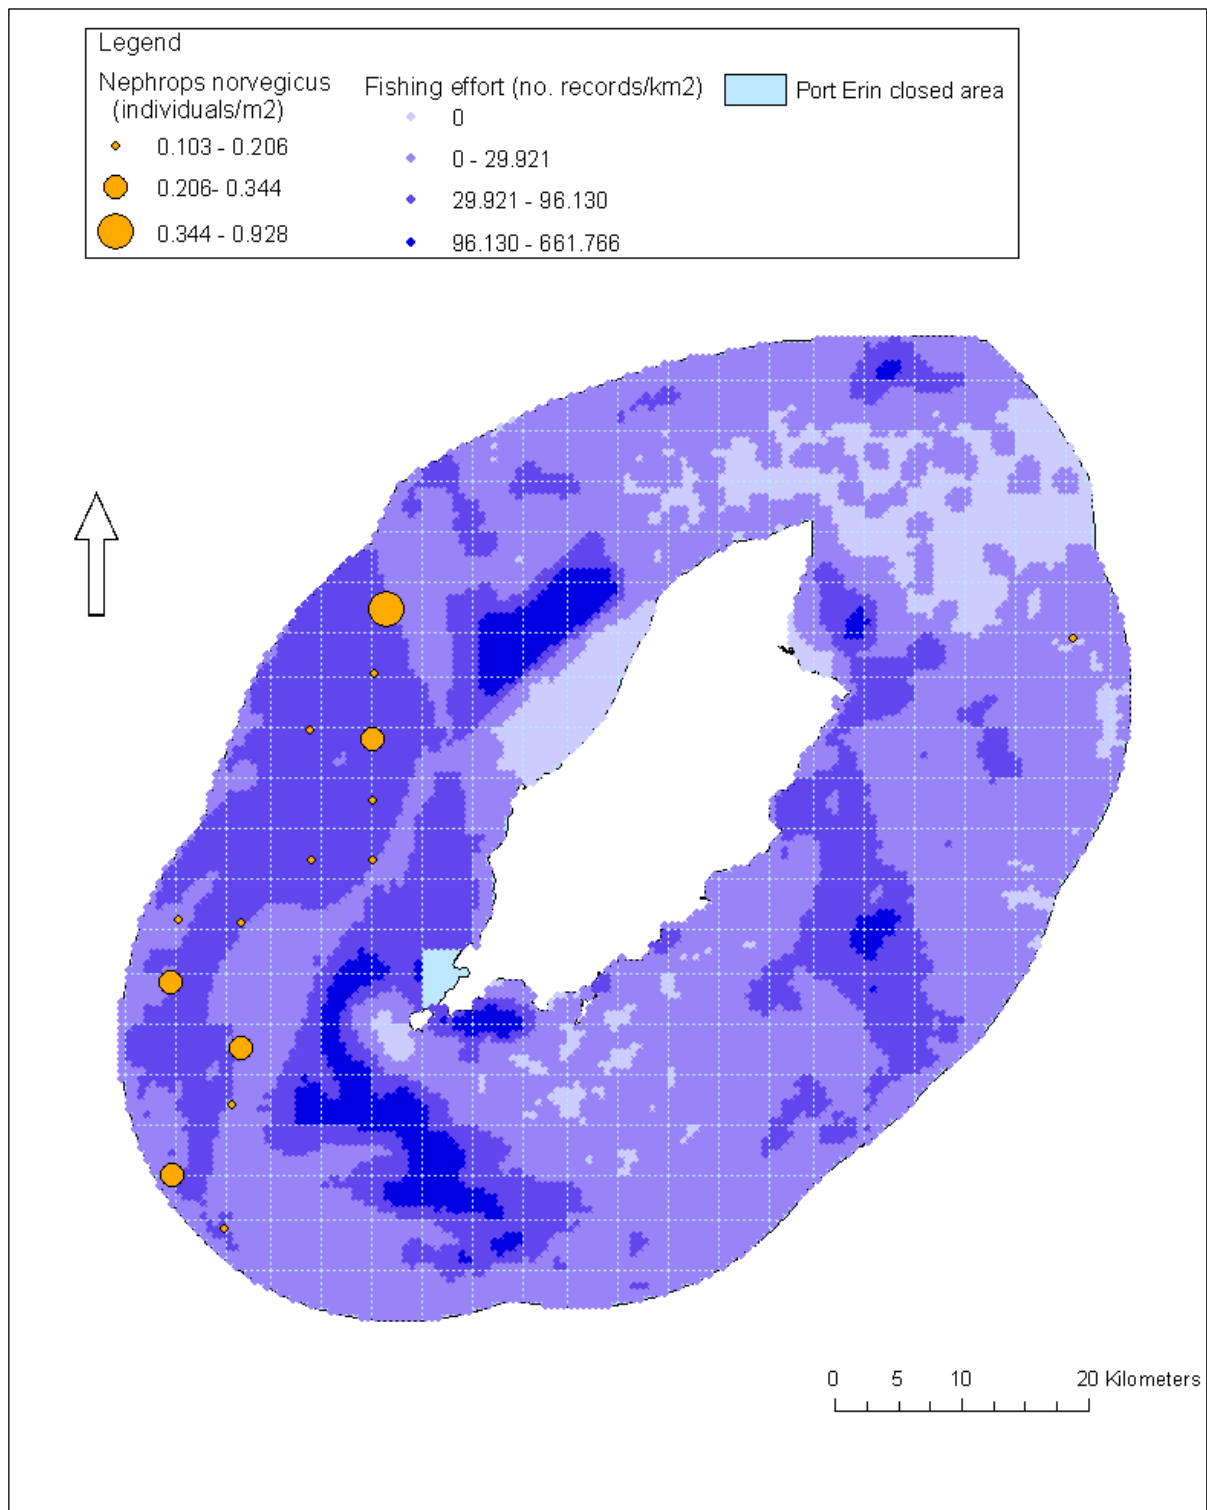 Legend
Nephrops norvegicus
(individuals/m2)
0.103 - 0.206
0.206- 0.344
0.344 - 0.928
Fishing effort (no. records/km2)
0
0 - 29.921
29.921 - 96.130
96.130 - 661.766
Port Erin closed area
0 5 10 20 Kilometers